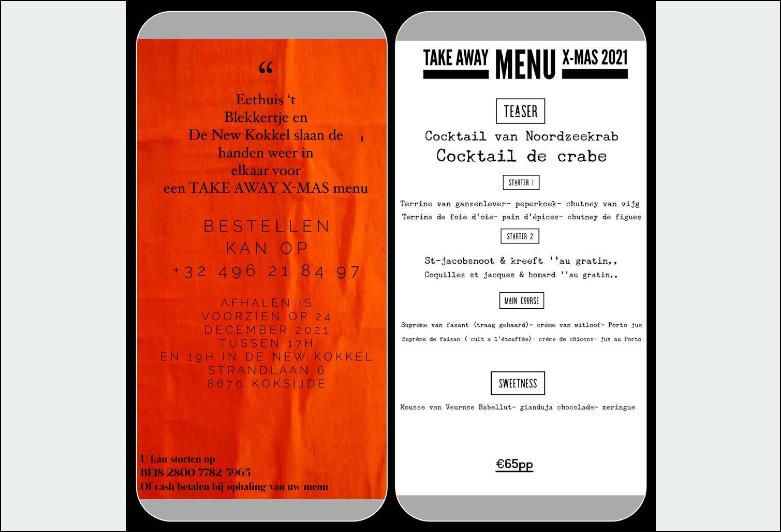 “
Eethuis ‘t
Blekkertje en
De New Kokkel slaan de ,
handen weer in
elkaar voor
een TAKE AWAY X-MAS menu
BESTELLEN
KAN OP
+32 496 21 84 97
AFHALEN IS
VOORZIEN OP 24
DECEMBER 2021
TUSSEN 17H
EN 19H IN DE NEW KOKKEL
STRANDLAAN 6
8670 KOKSIJDE
U kan storten op
BE18 2800 7782 5965
Of cash betalen bij ophaling van uw menu
TAKE AWAY MENU X-MAS 2021
TEASER
Cocktail van Noordzeekrab
Cocktail de crabe
STARTER 1
Terrine van ganzenlever- peperkoek- chutney van vijg
Terrine de foie d'oie- pain d'épices- chutney de figues
STARTER 2
St-jacobsnoot & kreeft ''au gratin,,
Coquilles st jacques & homard ''au gratin,,
MAIN COURSE
Suprème van fazant (traag gehaard)- crème van witloof- Porto jus
Suprème de faisan ( cuit a l'étouffée)- crème de chicons- jus au Porto
SWEETNESS
Mousse van Veurnse Babellut- gianduja chocolade- meringue
€65pp